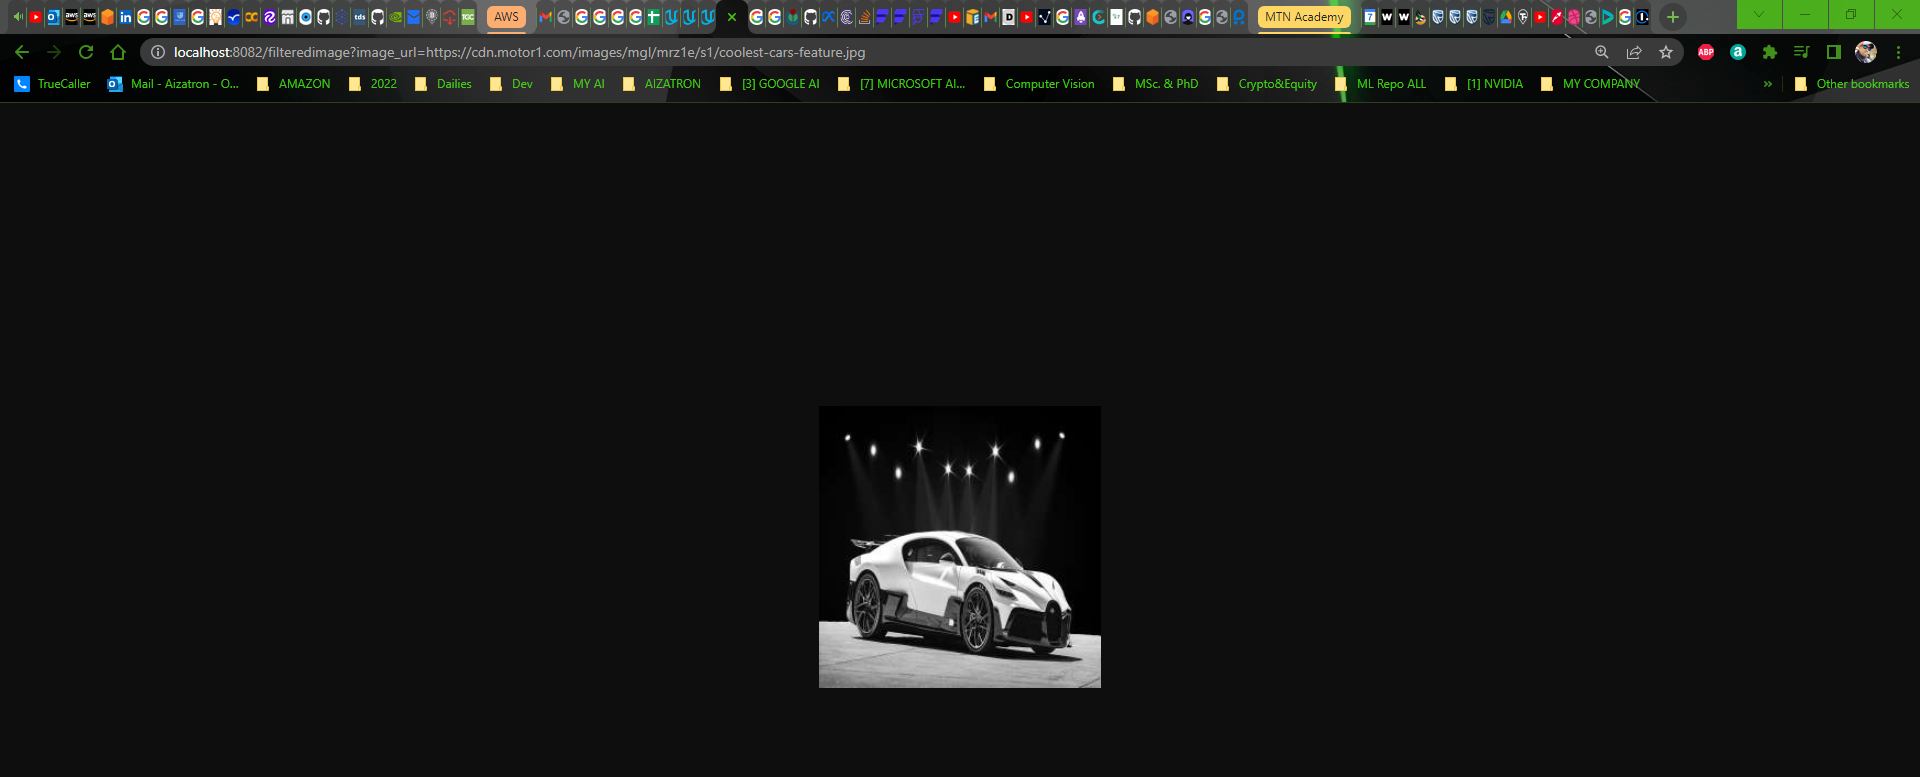 AWS
MTN Academy
localhost:8082/filteredimage?image_url=https://cdn.motor1.com/images/mgl/mrz1e/s1/coolest-cars-feature.jpg
TrueCaller Mail - Aizatron - O... AMAZON 2022 Dailies Dev MY AI AIZATRON [3] GOOGLE AI [7] MICROSOFT AI... Computer Vision MSc. & PhD Crypto&Equity ML Repo ALL [1] NVIDIA MY COMPANY » Other bookmarks